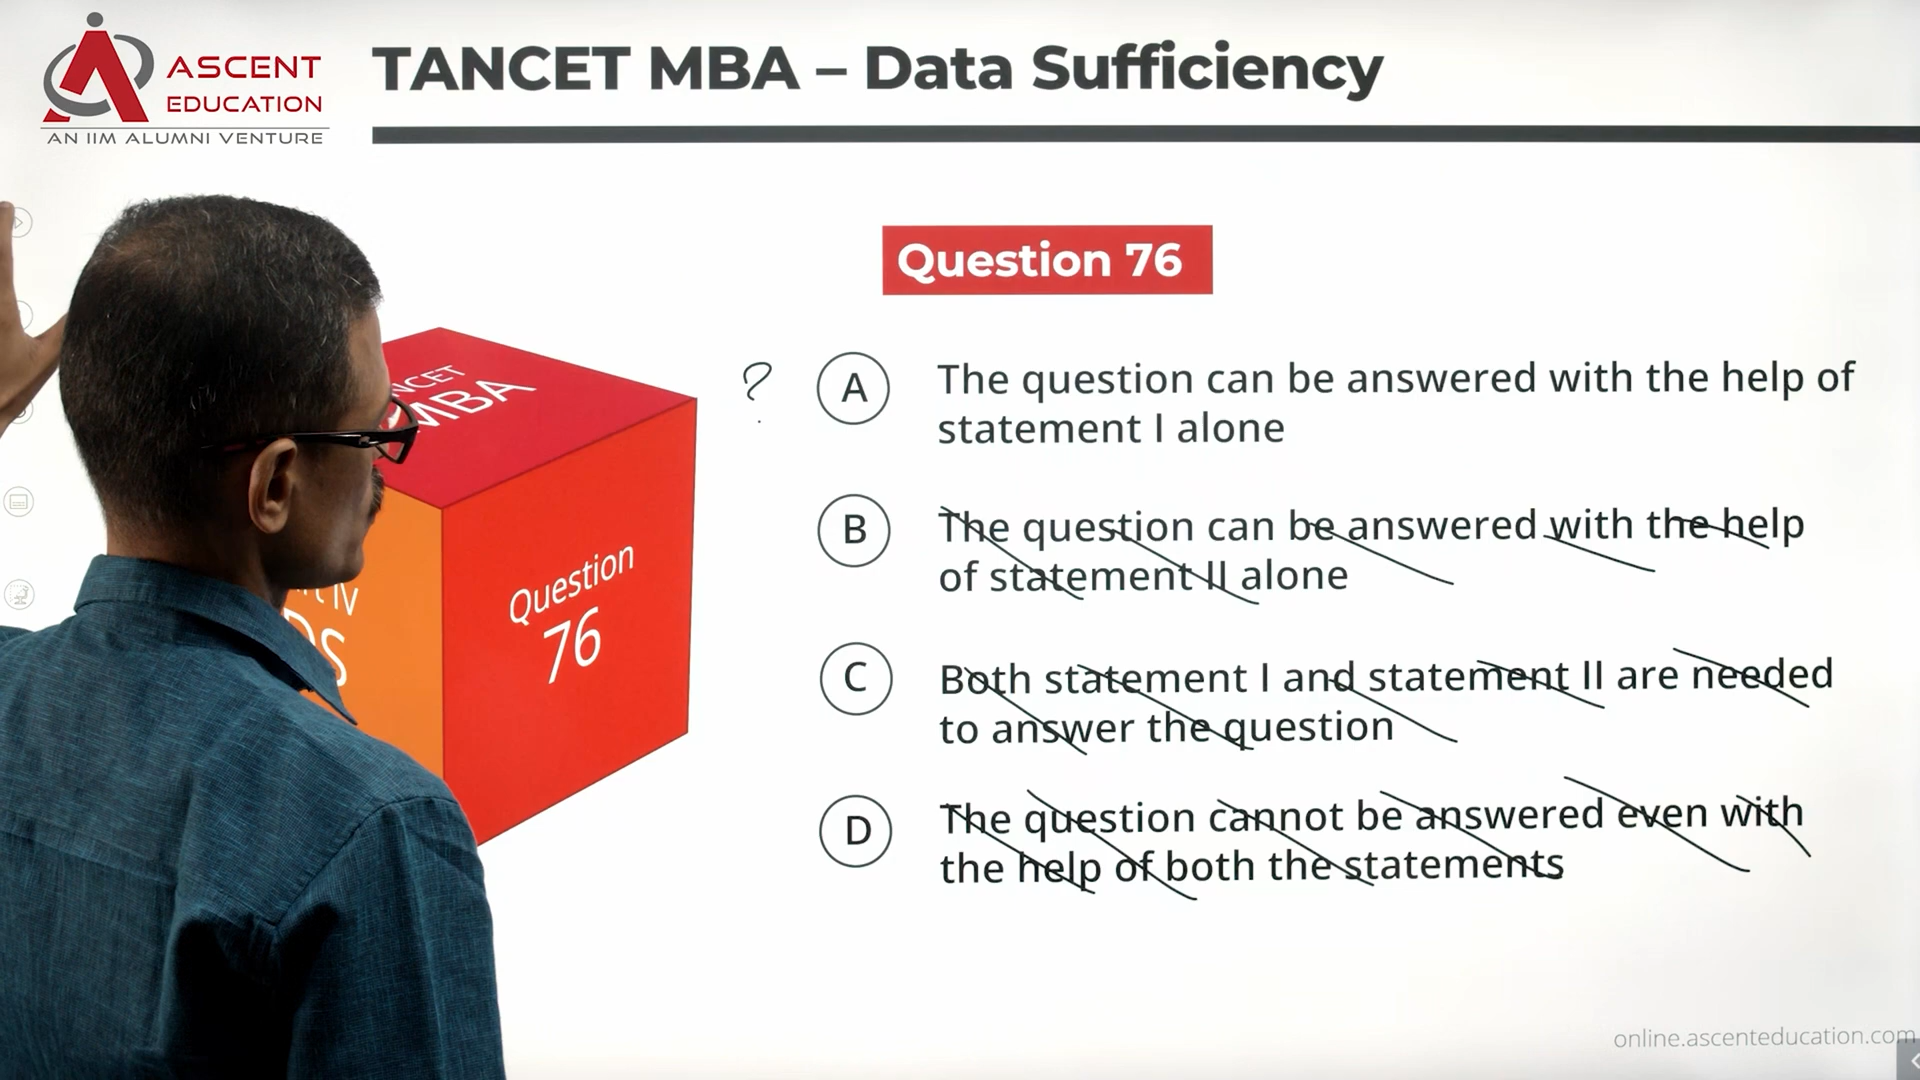 ASCENT
EDUCATION
AN IIM ALUMNI VENTURE
TANCET MBA – Data Sufficiency
Question 76
MBA
Question
76
?
A
The question can be answered with the help of
statement I alone
B
The question can be answered with the help
of statement II alone
C
Both statement I and statement II are needed
to answer the question
D
The question cannot be answered even with
the help of both the statements
online.ascenteducation.com